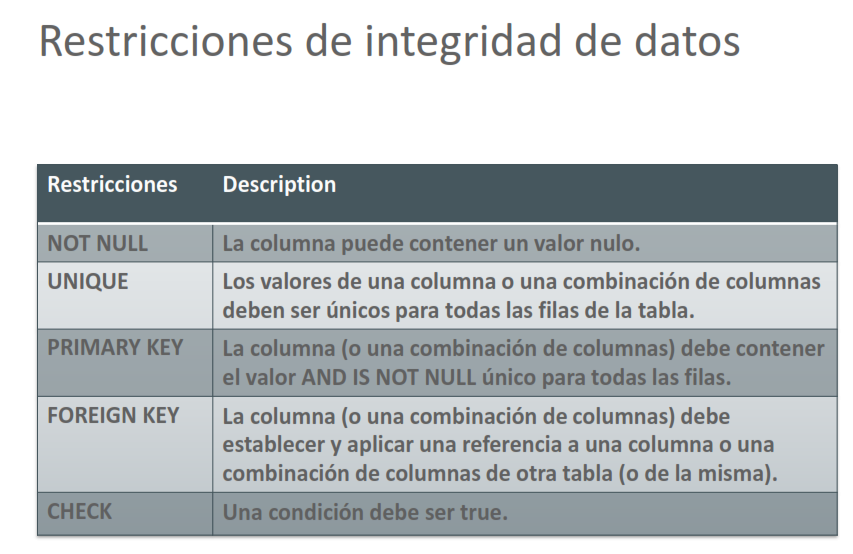 Restricciones de integridad de datos
Restricciones Description
NOT NULL La columna puede contener un valor nulo.
UNIQUE Los valores de una columna o una combinación de columnas
deben ser únicos para todas las filas de la tabla.
PRIMARY KEY La columna (o una combinación de columnas) debe contener
el valor AND IS NOT NULL único para todas las filas.
FOREIGN KEY La columna (o una combinación de columnas) debe
establecer y aplicar una referencia a una columna o una
combinación de columnas de otra tabla (o de la misma).
CHECK Una condición debe ser true.